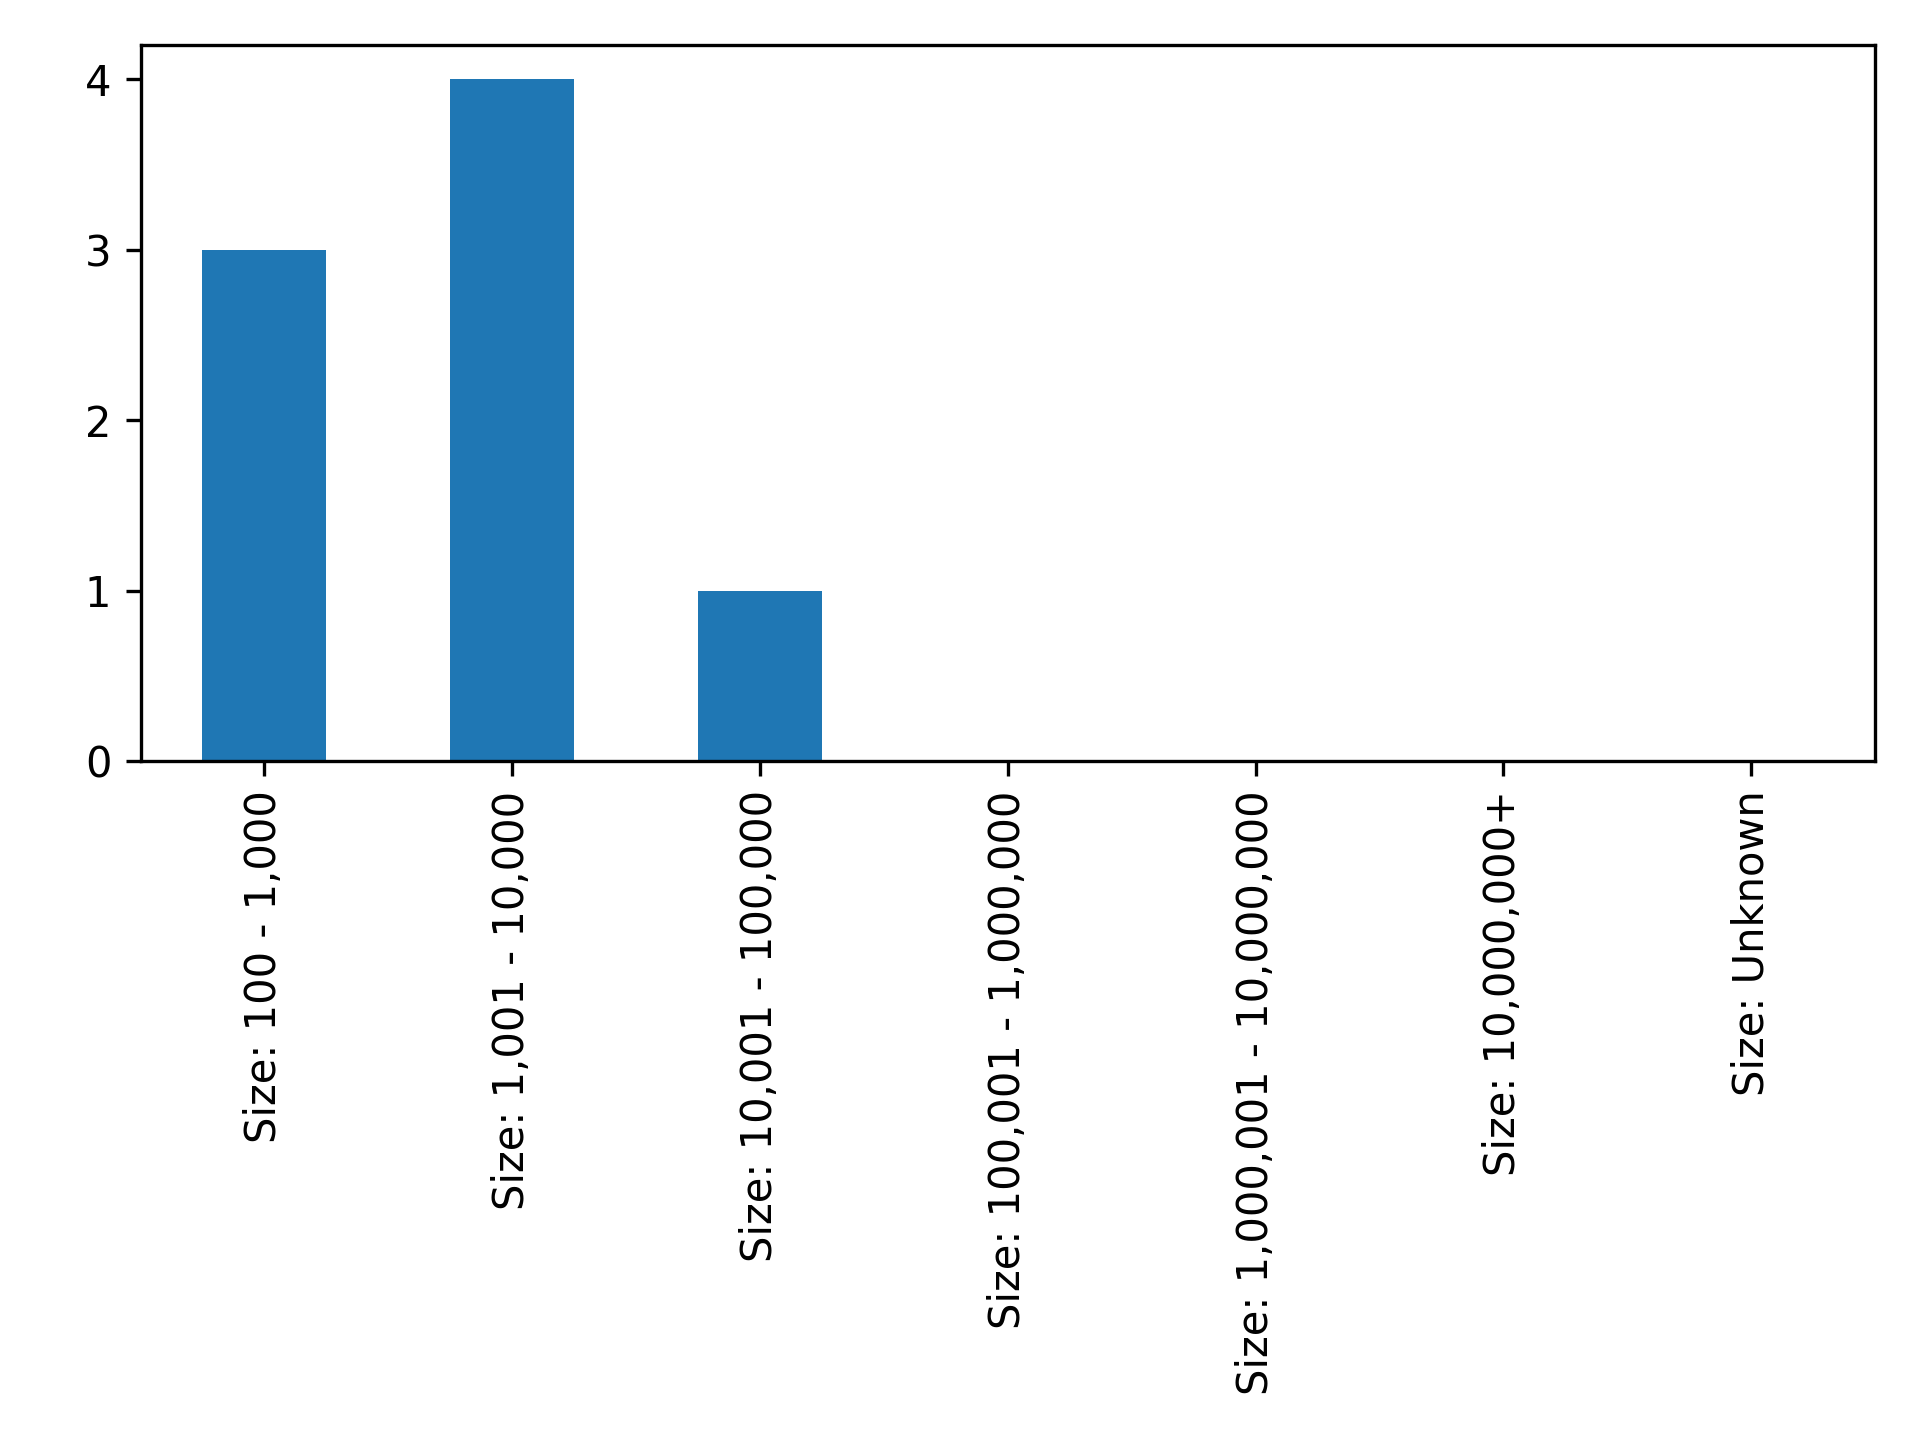 4
3
2
1
0
Size: 100 - 1,000
Size: 1,001 - 10,000
Size: 10,001 - 100,000
Size: 100,001 - 1,000,000
Size: 1,000,001 - 10,000,000
Size: 10,000,000+
Size: Unknown